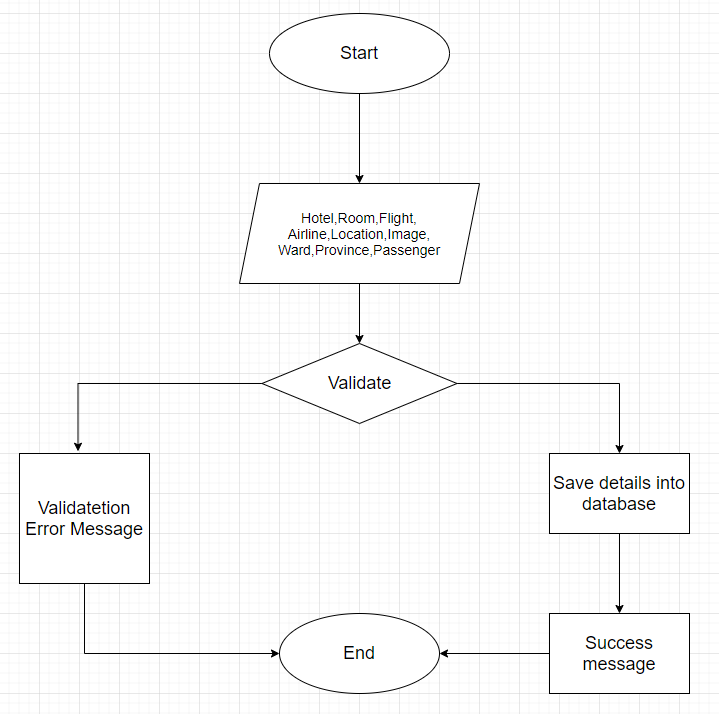 Start
Hotel,Room,Flight,
Airline,Location,Image,
Ward,Province,Passenger
Validate
Validatetion
Error Message
Save details into
database
End
Success
message